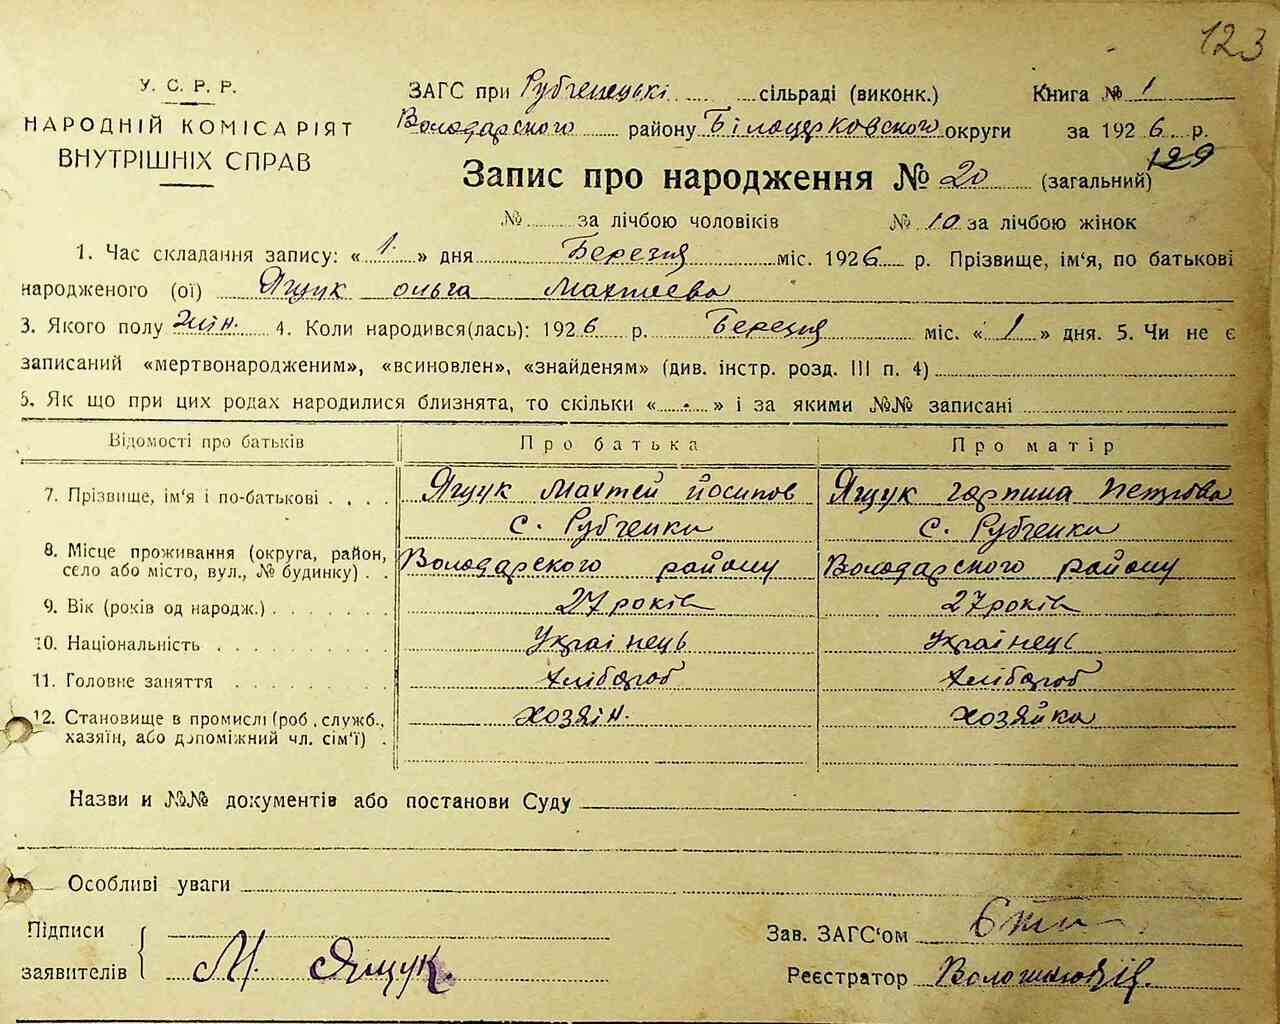 123
У. С. Р. Р.
НАРОДНІЙ КОМІСАРІЯТ
ВНУТРІШНІХ СПРАВ
ЗАГС при Рубченецькі сільраді (виконк.) Книга № 1
Володарского району Білоцерковского округи за 1926 р.
Запис про народження № 20 (загальний) 129
№ за лічбою чоловіків № 10 за лічбою жінок
1. Час складання запису: « 1 » дня Березня міс. 1926 р. Прізвище, ім'я, по батькові
народженого (ої) Ящук ольга Махтеева
3. Якого полу жін. 4. Коли народився(лась): 1926 р. Березня міс. « 1 » дня. 5. Чи не є
записаний «мертвонародженим», «всиновлен», «знайденям» (див. інстр. розд. III п. 4)
5. Як що при цих родах народилися близнята, то скільки « - » і за якими №№ записані
Відомості про батьків Про батька Про матір
7. Прізвище, ім'я і по-батькові Ящук Махтей йосипов Ящук гарпина Петрова
с. Рубченки с. Рубченки
8. Місце проживання (округа, район, село або місто, вул., № будинку) Володарского району Володарского району
9. Вік (років од народж.) 27 років 27 років
10. Національність Українець українець
11. Головне заняття хлібороб хлібороб
12. Становище в промислі (роб., служб., хазяїн, або допоміжний чл. сім'ї) хозяін. хозяйка
Назви и №№ документів або постанови Суду
Особливі уваги
Підписи
заявителів М. Ящук.
Зав. ЗАГС'ом
Реєстратор